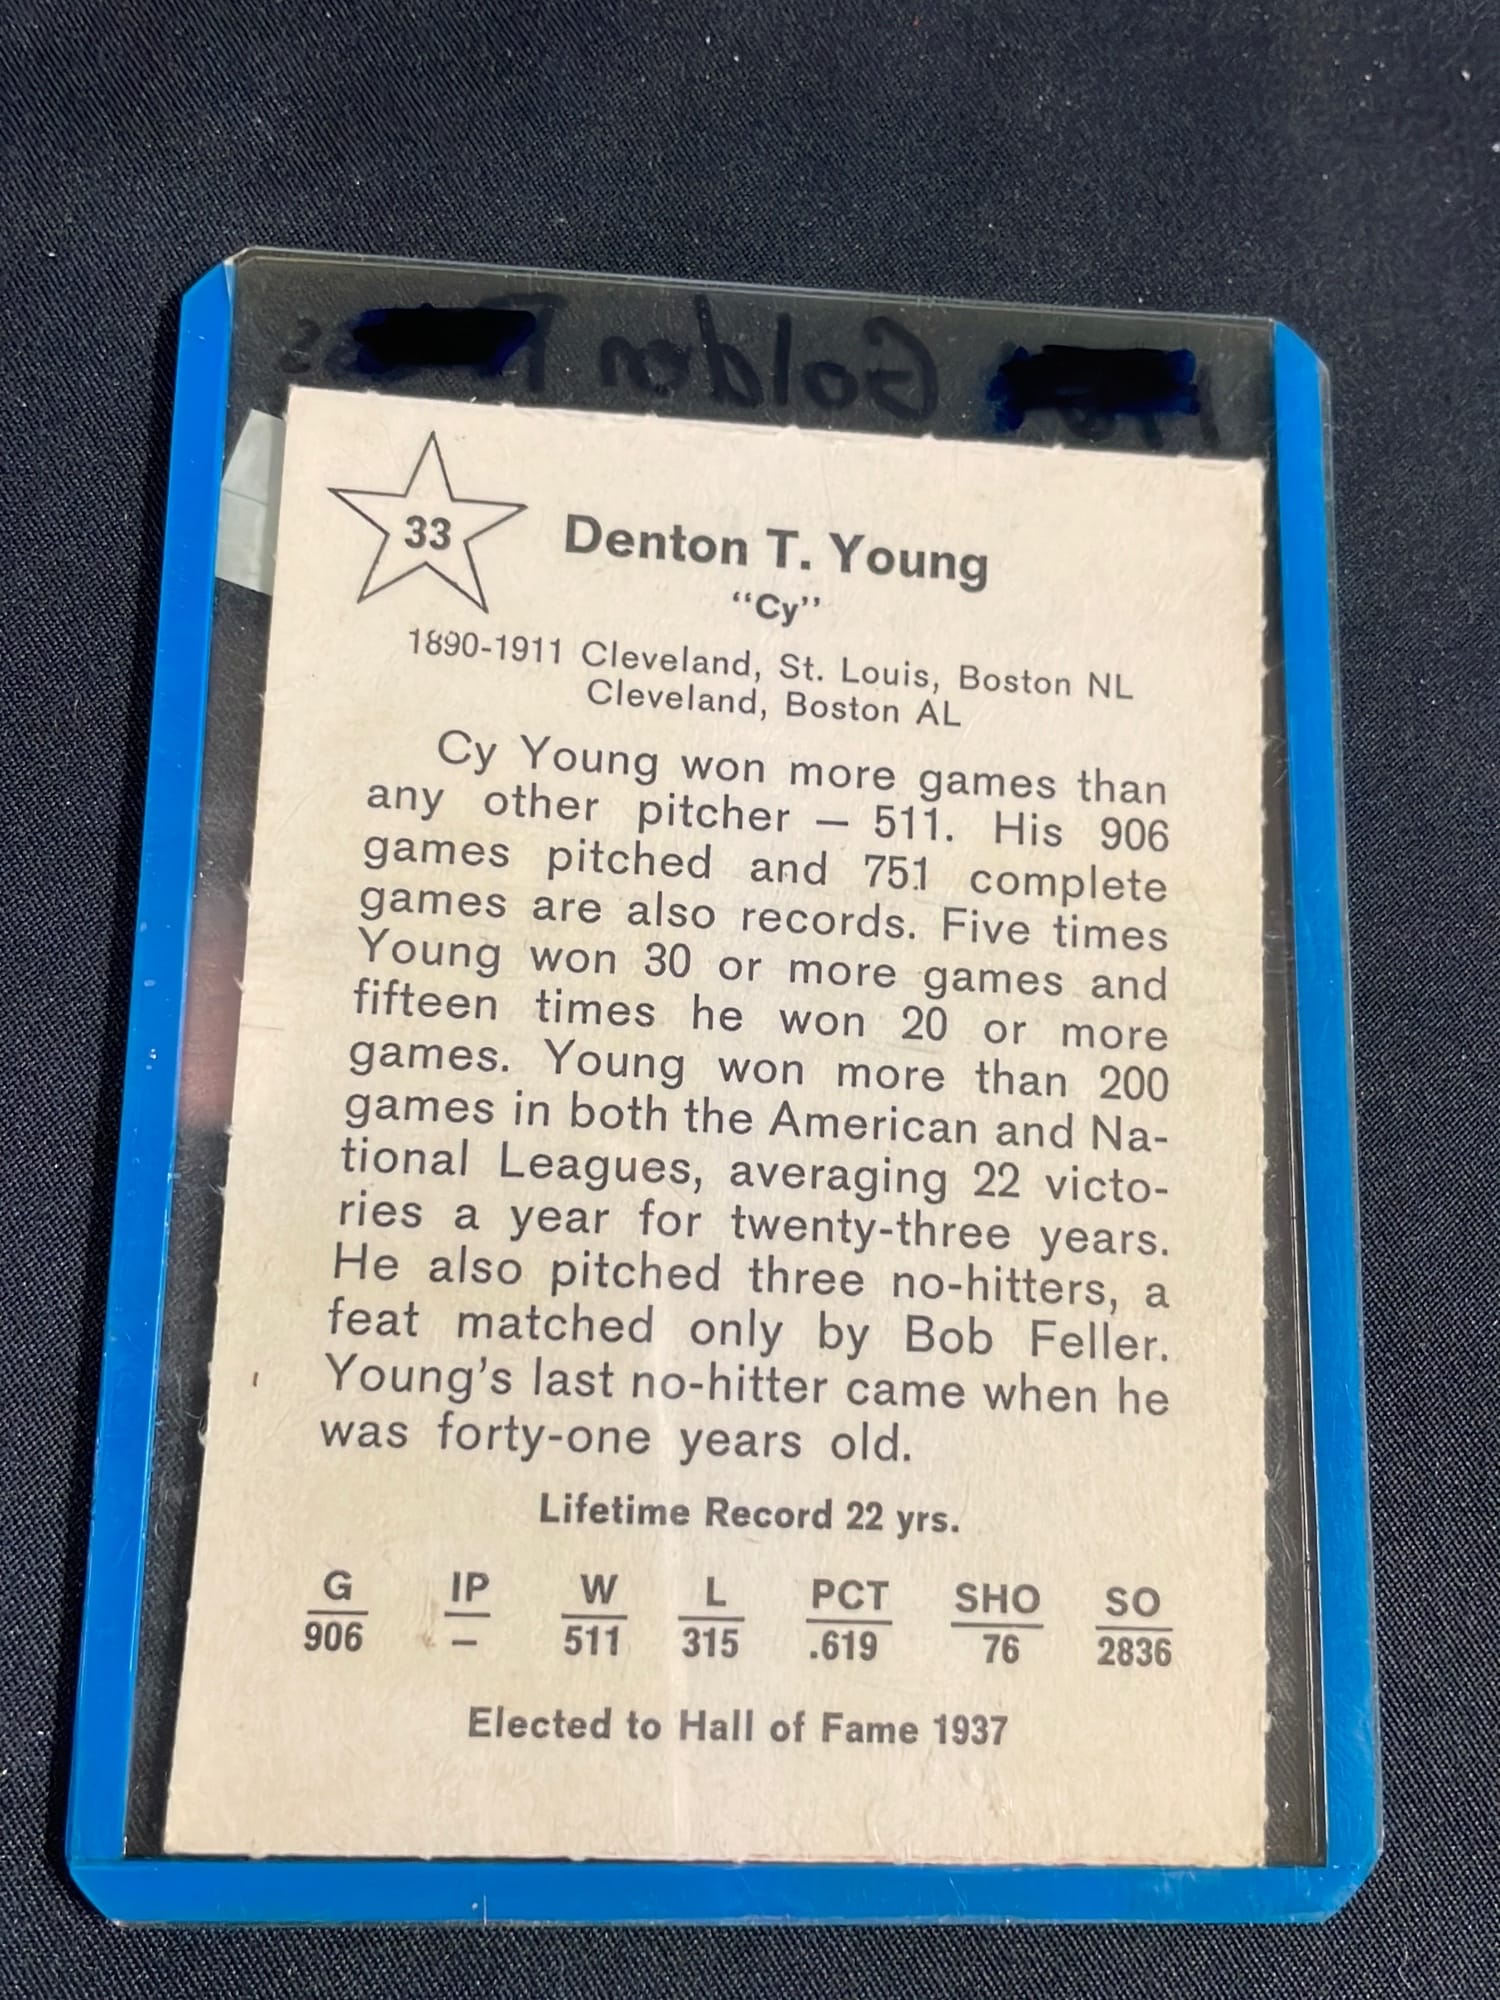 Golden
33
Denton T. Young
“Cy”
1890-1911 Cleveland, St. Louis, Boston NL
Cleveland, Boston AL
Cy Young won more games than
any other pitcher — 511. His 906
games pitched and 751 complete
games are also records. Five times
Young won 30 or more games and
fifteen times he won 20 or more
games. Young won more than 200
games in both the American and Na-
tional Leagues, averaging 22 victo-
ries a year for twenty-three years.
He also pitched three no-hitters, a
feat matched only by Bob Feller.
Young's last no-hitter came when he
was forty-one years old.
Lifetime Record 22 yrs.
G IP W L PCT SHO SO
906 — 511 315 .619 76 2836
Elected to Hall of Fame 1937